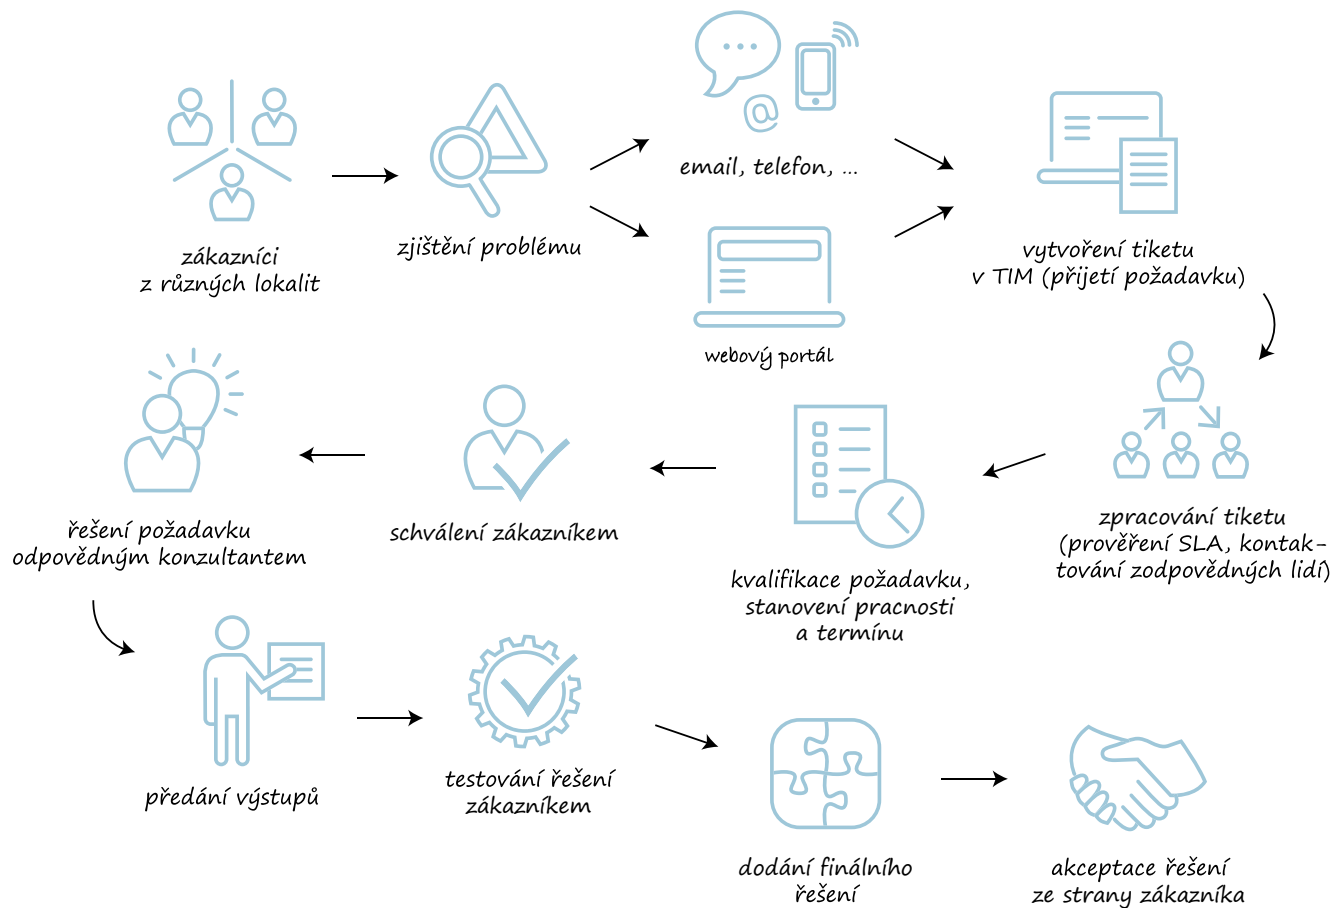 zákazníci
z různých lokalit
zjištění problému
email, telefon, ...
webový portál
vytvoření tiketu
v TIM (přijetí požadavku)
zpracování tiketu
(prověření SLA, kontak-
tování zodpovědných lidí)
kvalifikace požadavku,
stanovení pracnosti
a termínu
schválení zákazníkem
řešení požadavku
odpovědným konzultantem
předání výstupů
testování řešení
zákazníkem
dodání finálního
řešení
akceptace řešení
ze strany zákazníka
@